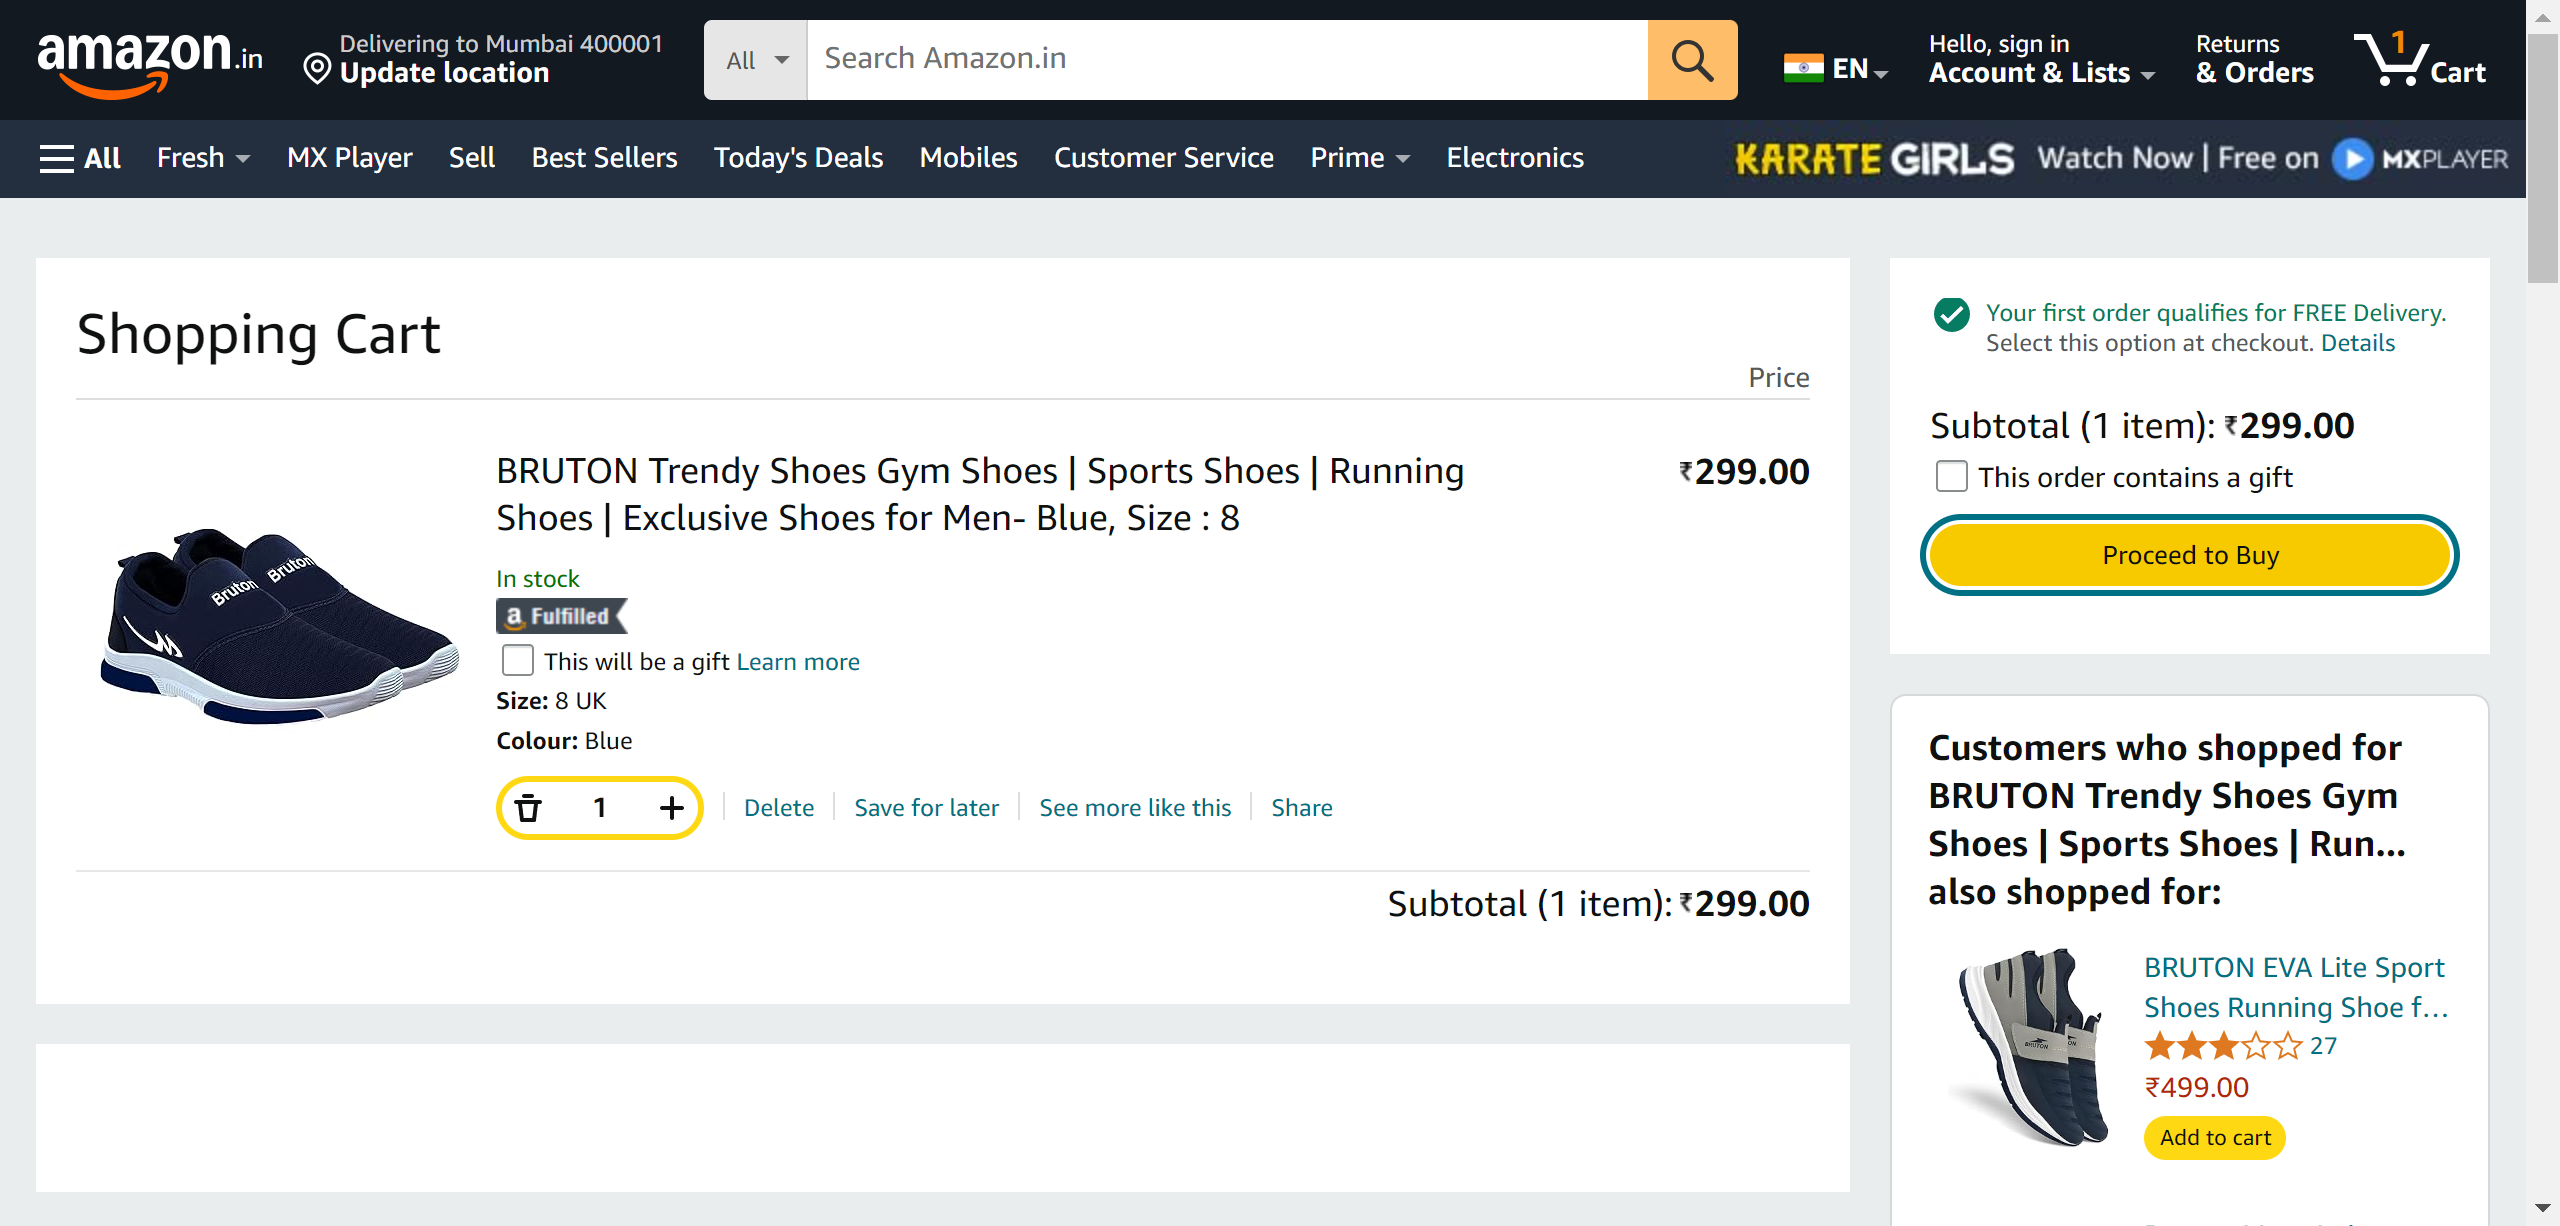 amazon.in
Delivering to Mumbai 400001
Update location
All
Search Amazon.in
EN
Hello, sign in
Account & Lists
Returns
& Orders
1
Cart
All
Fresh
MX Player
Sell
Best Sellers
Today's Deals
Mobiles
Customer Service
Prime
Electronics
KARATE GIRLS Watch Now | Free on MXPLAYER
Shopping Cart
Price
BRUTON Trendy Shoes Gym Shoes | Sports Shoes | Running
Shoes | Exclusive Shoes for Men- Blue, Size : 8
₹299.00
Bruton
Bruton
In stock
a Fulfilled
This will be a gift Learn more
Size: 8 UK
Colour: Blue
1
Delete
Save for later
See more like this
Share
Subtotal (1 item): ₹299.00
Your first order qualifies for FREE Delivery.
Select this option at checkout. Details
Subtotal (1 item): ₹299.00
This order contains a gift
Proceed to Buy
Customers who shopped for
BRUTON Trendy Shoes Gym
Shoes | Sports Shoes | Run...
also shopped for:
BRUTON
BRUTON EVA Lite Sport
Shoes Running Shoe f...
27
₹499.00
Add to cart